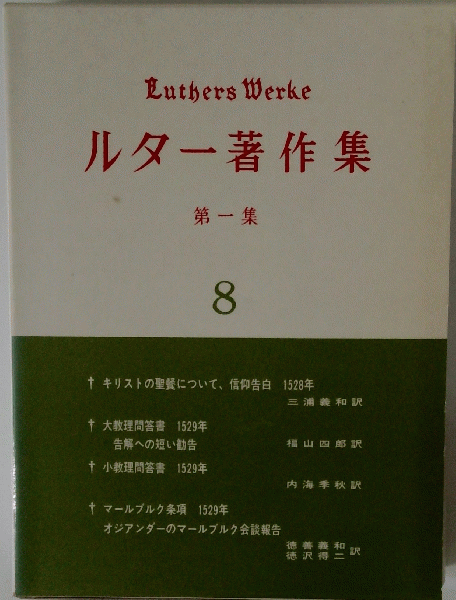 Luthers Werke
ルター著作集
第一集
8
† キリストの聖餐について、信仰告白 1528年
三浦義和訳
† 大教理問答書 1529年
告解への短い勧告 福山四郎訳
† 小教理問答書 1529年
内海季秋訳
† マールブルク条項 1529年
オジアンダーのマールブルク会談報告
徳善義和
徳沢得二訳